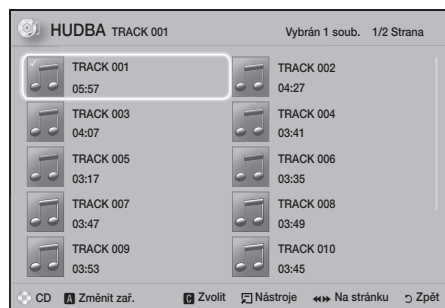 HUDBA TRACK 001 Vybrán 1 soub. 1/2 Strana
TRACK 001 TRACK 002
05:57 04:27
TRACK 003 TRACK 004
04:07 03:41
TRACK 005 TRACK 006
03:17 03:35
TRACK 007 TRACK 008
03:47 03:49
TRACK 009 TRACK 010
03:53 03:45
CD A Změnit zař. C Zvolit Nástroje Na stránku Zpět